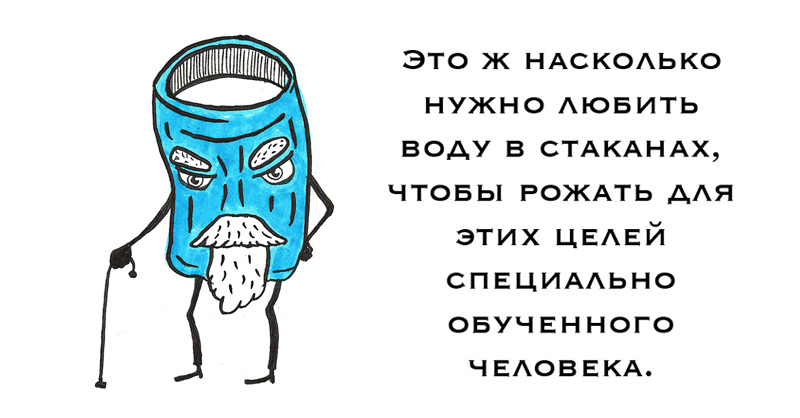 Это ж насколько
нужно любить
воду в стаканах,
чтобы рожать для
этих целей
специально
обученного
человека.